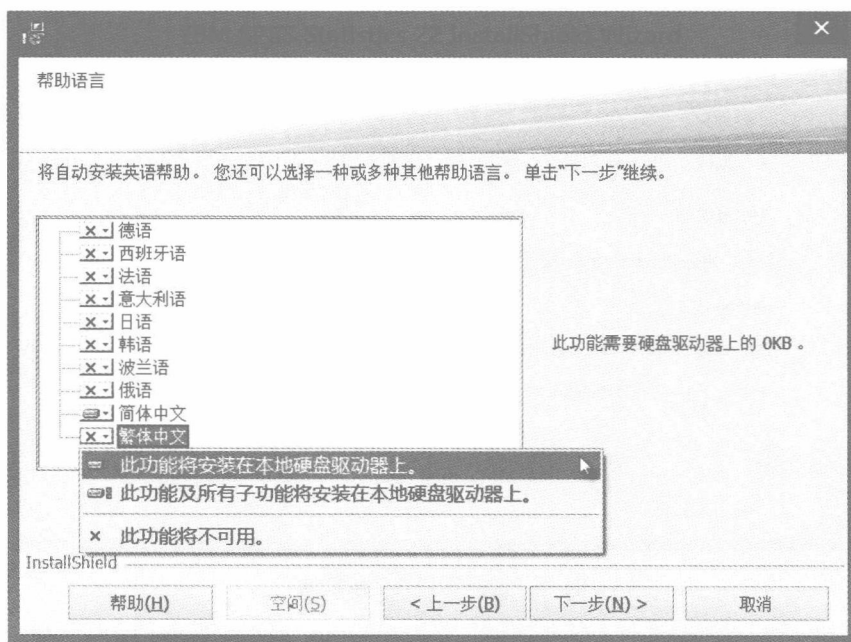 帮助语言
将自动安装英语帮助。 您还可以选择一种或多种其他帮助语言。 单击"下一步"继续。
德语
西班牙语
法语
意大利语
日语
韩语
波兰语
俄语
简体中文
繁体中文
此功能需要硬盘驱动器上的 0KB 。
此功能将安装在本地硬盘驱动器上。
此功能及所有子功能将安装在本地硬盘驱动器上。
此功能将不可用。
InstallShield
帮助(H)
空间(S)
< 上一步(B)
下一步(N) >
取消